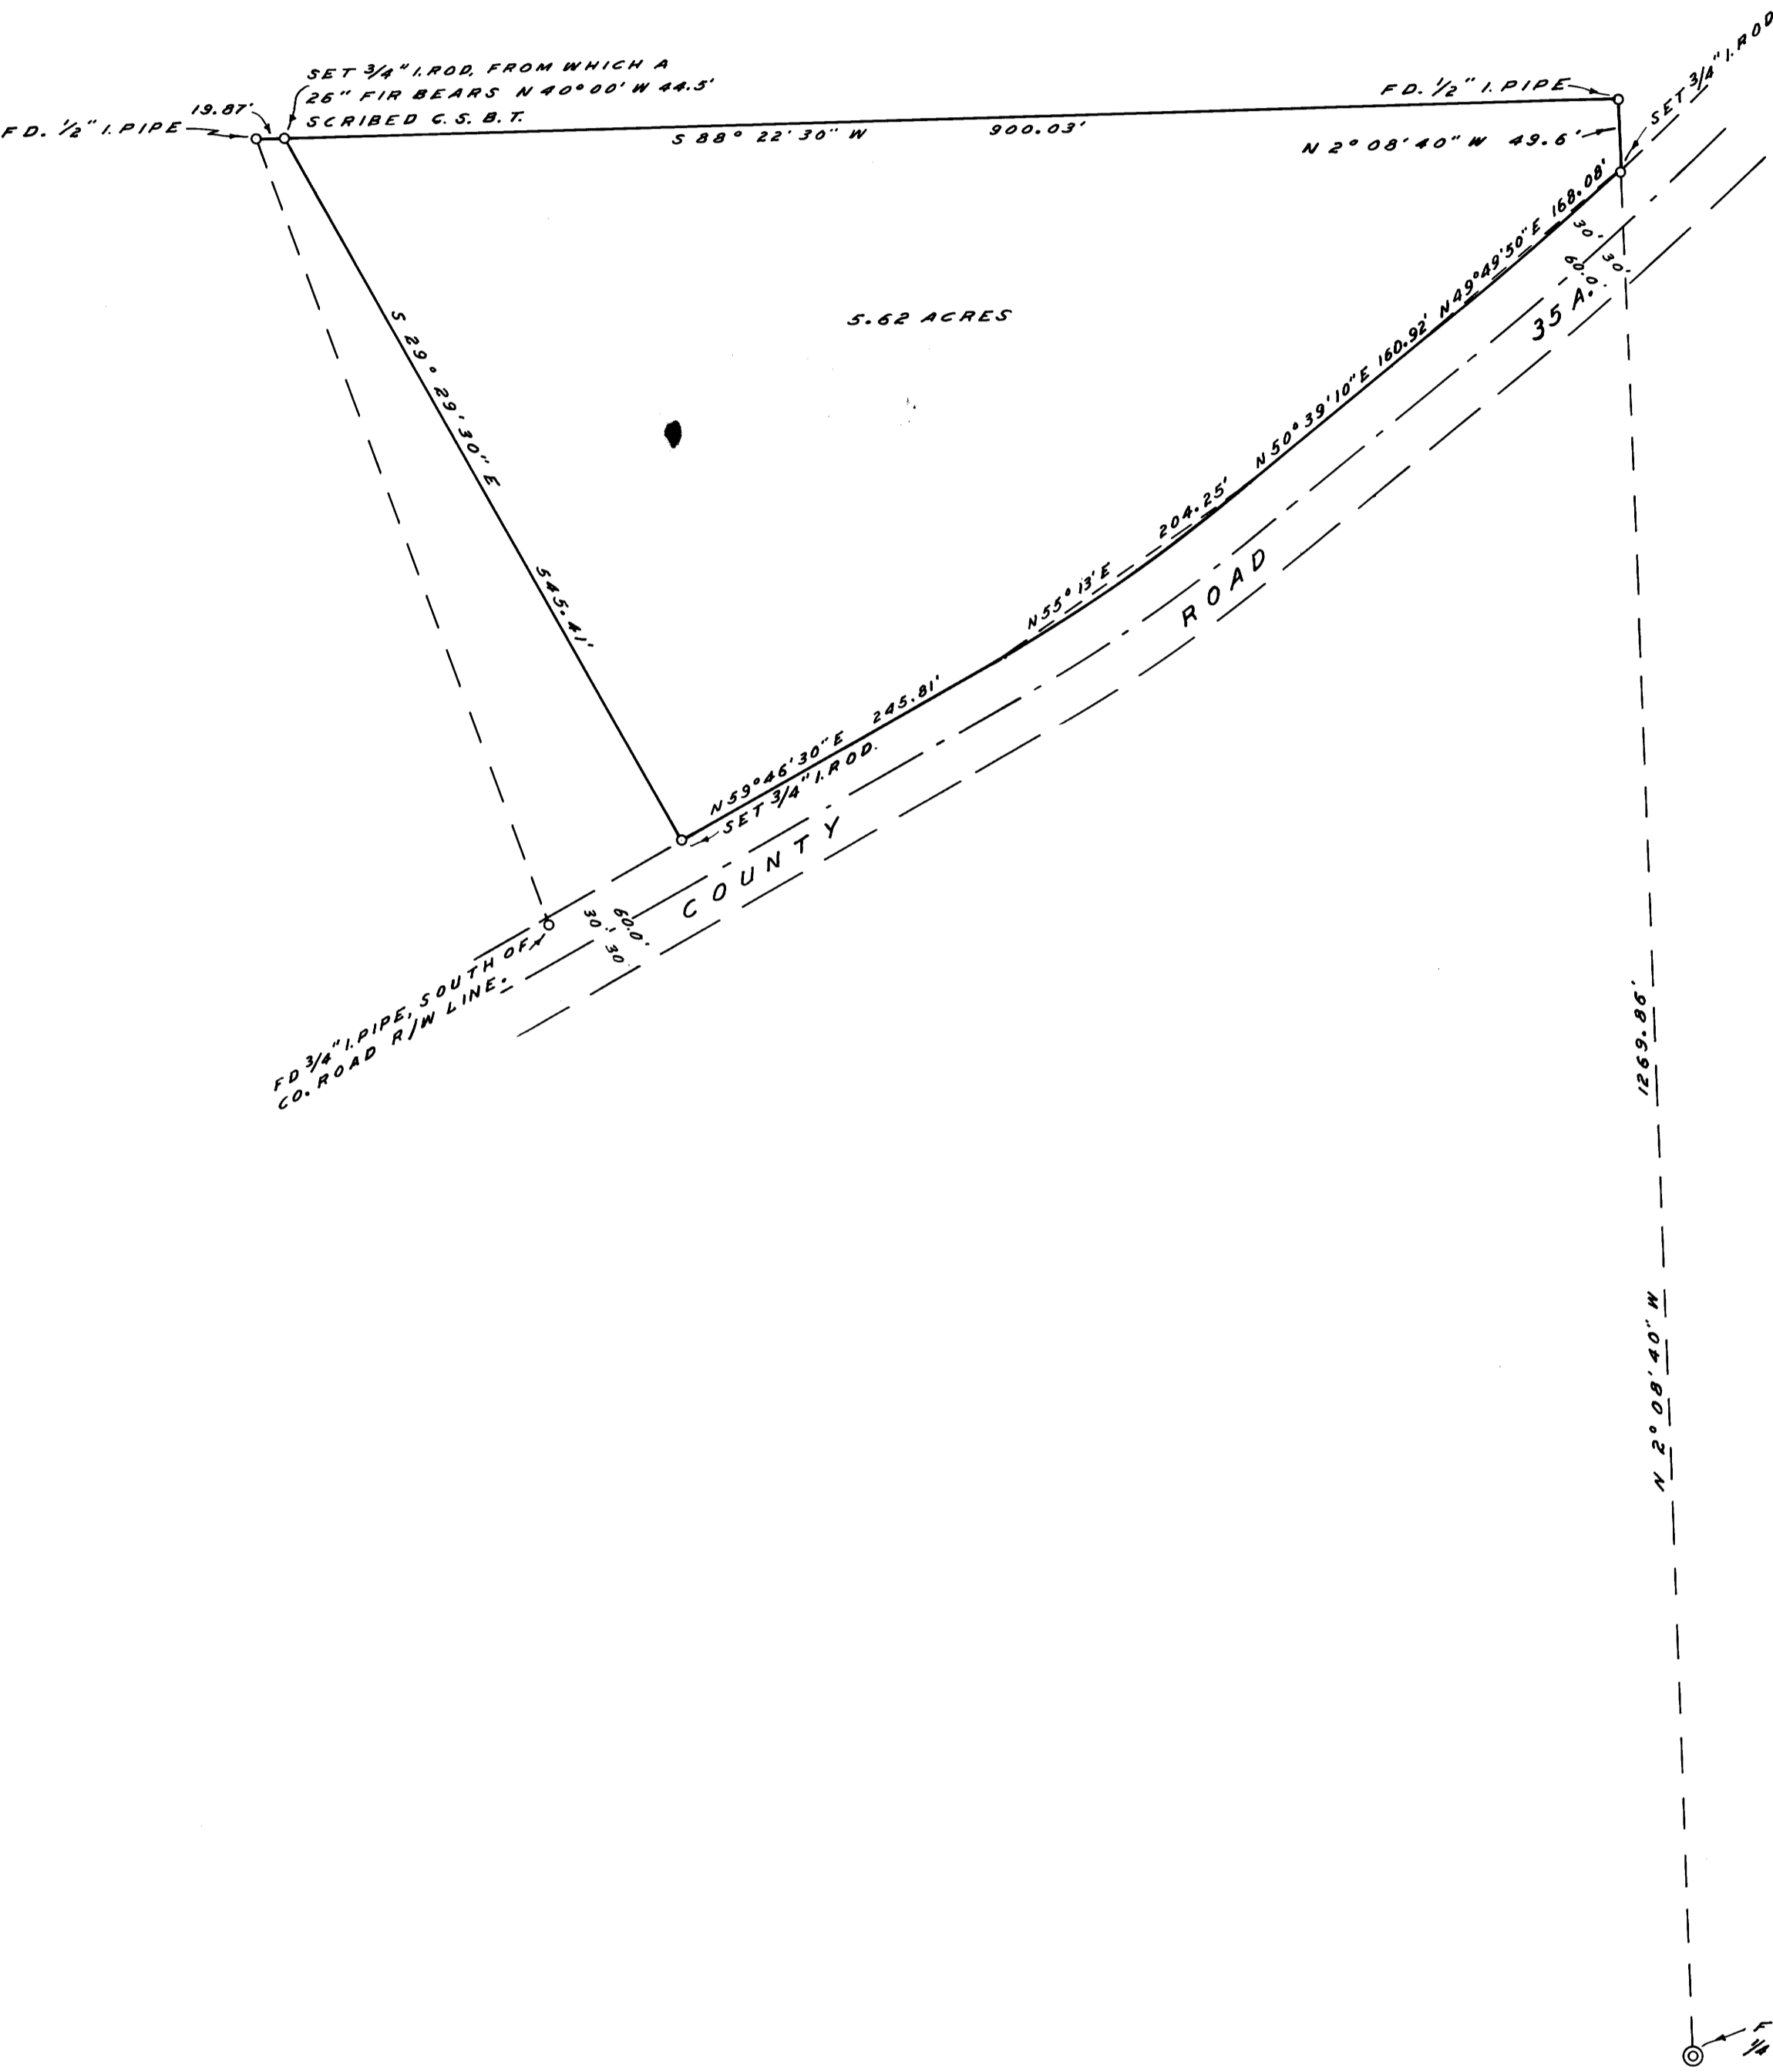 SET 3/4" I. ROD, FROM WHICH A
26" FIR BEARS N 40° 00' W 44.5'
SCRIBED C. S. B. T.
19.87'
FD. 1/2" I. PIPE
FD. 1/2" I. PIPE
SET 3/4" I. ROD
S 88° 22' 30" W 900.03'
N 2° 08' 40" W 49.6'
N 49° 49' 50" E 168.08'
30'
30'
60.0'
35 A.
5.62 ACRES
S 29° 29' 30" E 545.41'
N 50° 39' 10" E 160.92'
N 55° 13' E 204.25'
COUNTY ROAD
N 59° 46' 30" E 245.81'
SET 3/4" I. ROD.
30'
60.0'
30'
FD 3/4" I. PIPE, SOUTH OF
CO. ROAD R/W LINE.
1269.86'
N 2° 08' 40" W
F
1/4